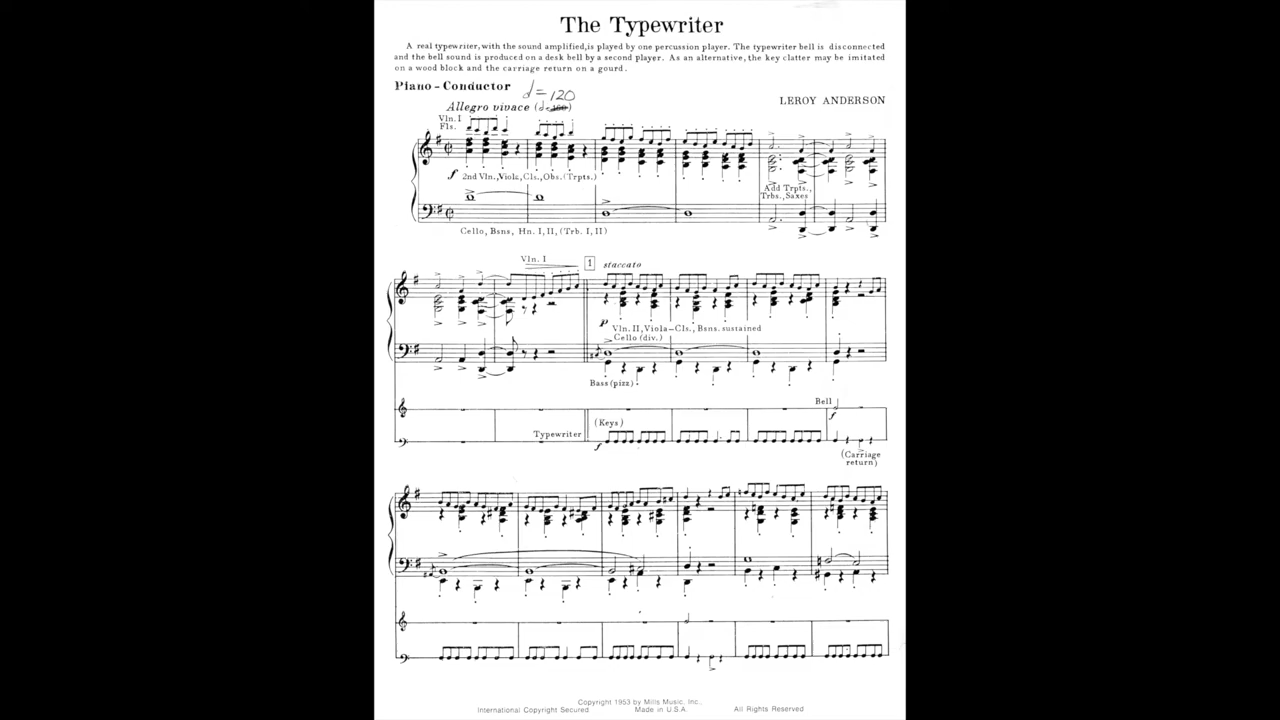 The Typewriter
A real typewriter, with the sound amplified, is played by one percussion player. The typewriter bell is disconnected
and the bell sound is produced on a desk bell by a second player. As an alternative, the key clatter may be imitated
on a wood block and the carriage return on a gourd.
Piano-Conductor
d = 120
LEROY ANDERSON
Allegro vivace
Vln. I
Fls.
f
2nd Vln., Viola, Cls., Obs. (Trpts.)
Add Trpts.,
Trbs., Saxes
Cello, Bsns, Hn. I, II, (Trb. I, II)
Vln. I
1
staccato
p
Vln. II, Viola-Cls., Bsns. sustained
Cello (div.)
Bass (pizz)
Bell
f
(Keys)
Typewriter
f
(Carriage
return)
Copyright 1953 by Mills Music, Inc.,
International Copyright Secured Made in U.S.A. All Rights Reserved